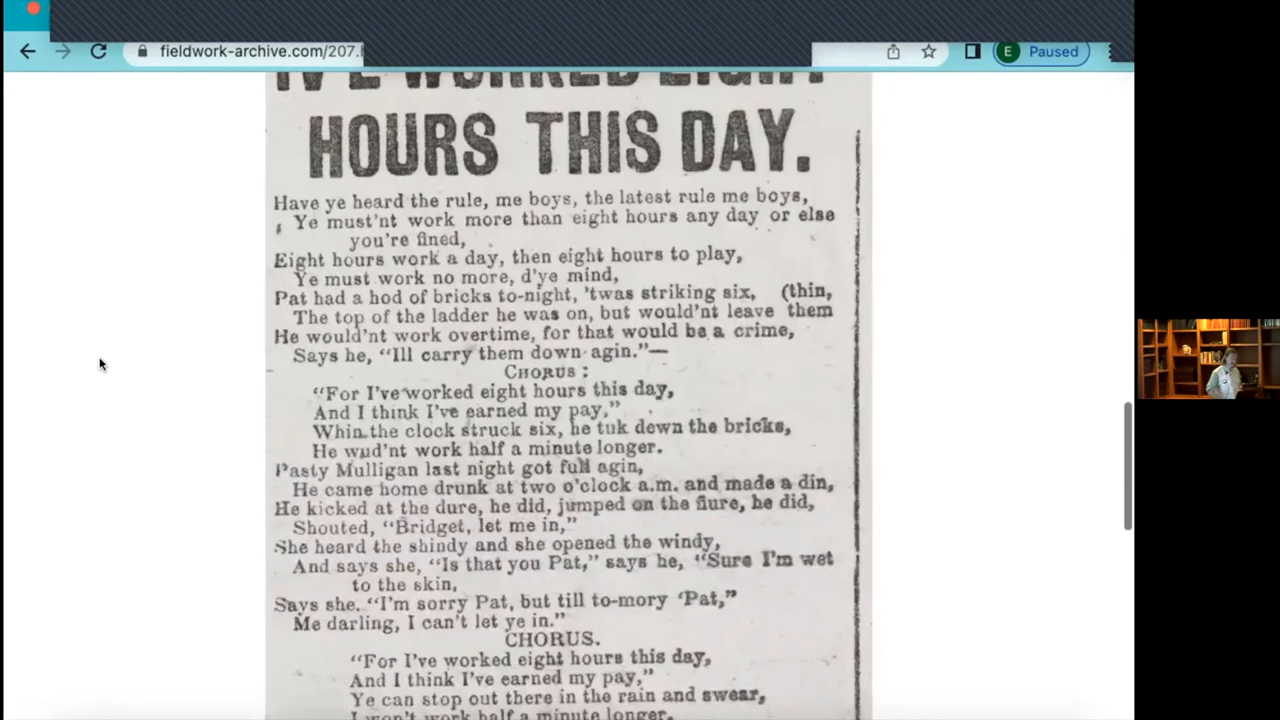 fieldwork-archive.com/207.
E
Paused
IV'E WORKED EIGHT
HOURS THIS DAY.
Have ye heard the rule, me boys, the latest rule me boys,
Ye must'nt work more than eight hours any day or else
you're fined,
Eight hours work a day, then eight hours to play,
Ye must work no more, d'ye mind,
Pat had a hod of bricks to-night, 'twas striking six, (thin,
The top of the ladder he was on, but would'nt leave them
He would'nt work overtime, for that would be a crime,
Says he, "Ill carry them down agin."—
CHORUS:
"For I've worked eight hours this day,
And I think I've earned my pay,"
Whin the clock struck six, he tuk dewn the bricks,
He wud'nt work half a minute longer.
Pasty Mulligan last night got full agin,
He came home drunk at two o'clock a.m. and made a din,
He kicked at the dure, he did, jumped on the flure, he did,
Shouted, "Bridget, let me in,"
She heard the shindy and she opened the windy,
And says she, "Is that you Pat," says he, "Sure I'm wet
to the skin,
Says she. "I'm sorry Pat, but till to-mory 'Pat,"
Me darling, I can't let ye in."
CHORUS.
"For I've worked eight hours this day,
And I think I've earned my pay,"
Ye can stop out there in the rain and swear,
I won't work half a minute longer.